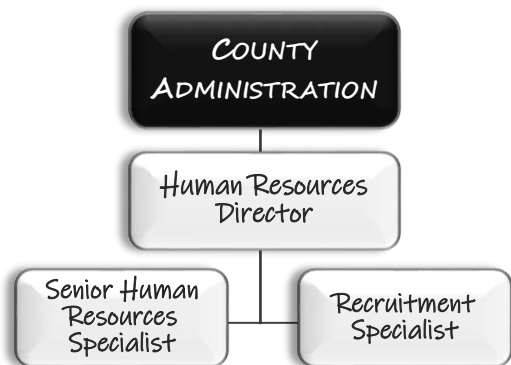 COUNTY
ADMINISTRATION
Human Resources
Director
Senior Human
Resources
Specialist
Recruitment
Specialist